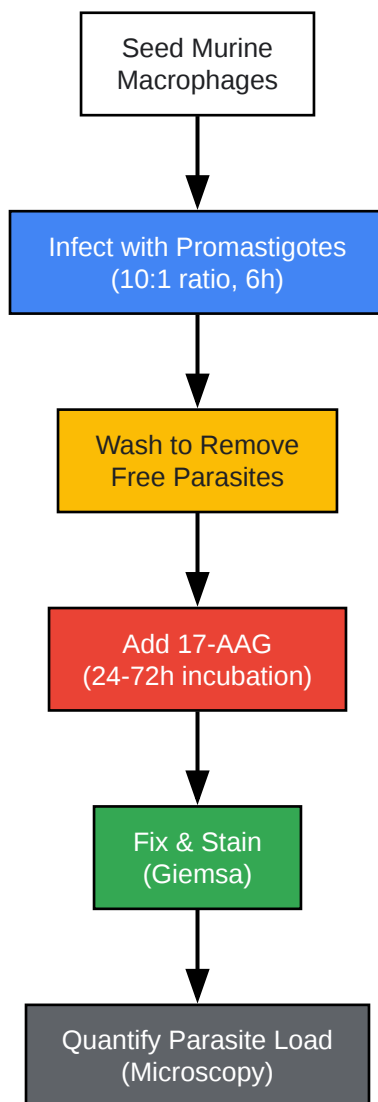 Seed Murine
Macrophages
Infect with Promastigotes
(10:1 ratio, 6h)
Wash to Remove
Free Parasites
Add 17-AAG
(24-72h incubation)
Fix & Stain
(Giemsa)
Quantify Parasite Load
(Microscopy)